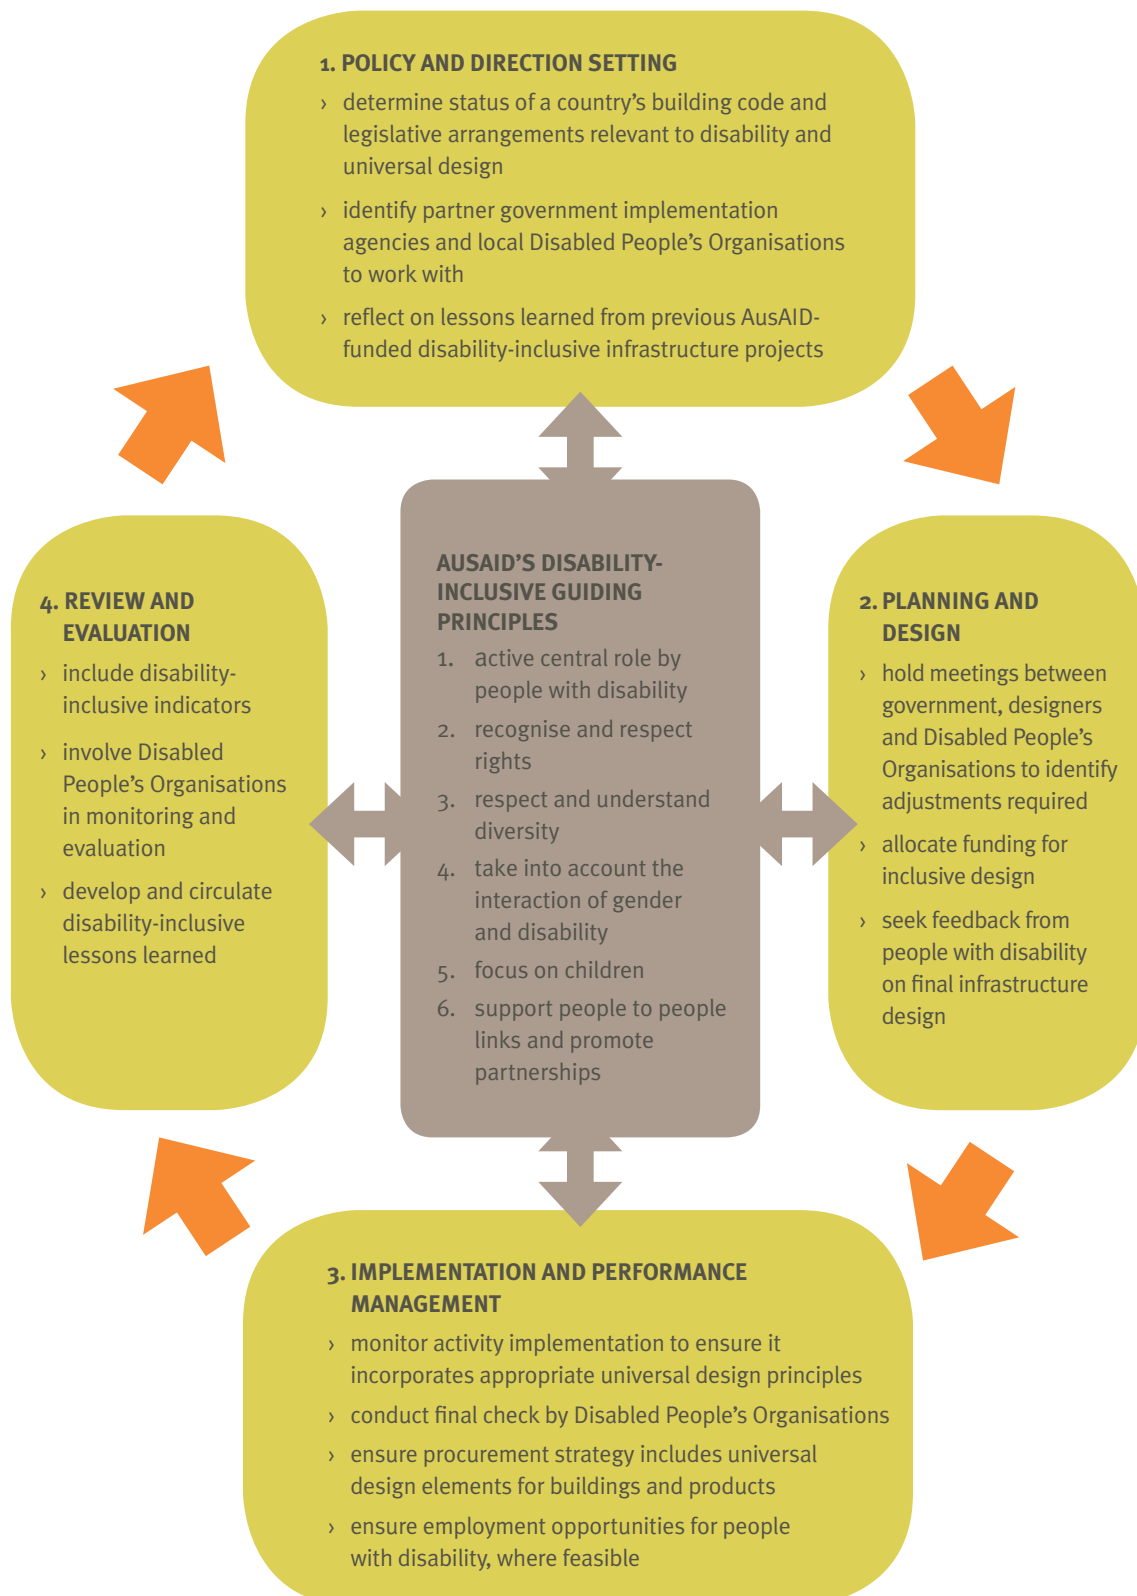 1. POLICY AND DIRECTION SETTING
› determine status of a country’s building code and
legislative arrangements relevant to disability and
universal design
› identify partner government implementation
agencies and local Disabled People’s Organisations
to work with
› reflect on lessons learned from previous AusAID-
funded disability-inclusive infrastructure projects
AUSAID’S DISABILITY-
INCLUSIVE GUIDING
PRINCIPLES
1. active central role by
people with disability
2. recognise and respect
rights
3. respect and understand
diversity
4. take into account the
interaction of gender
and disability
5. focus on children
6. support people to people
links and promote
partnerships
2. PLANNING AND
DESIGN
› hold meetings between
government, designers
and Disabled People’s
Organisations to identify
adjustments required
› allocate funding for
inclusive design
› seek feedback from
people with disability
on final infrastructure
design
3. IMPLEMENTATION AND PERFORMANCE
MANAGEMENT
› monitor activity implementation to ensure it
incorporates appropriate universal design principles
› conduct final check by Disabled People’s Organisations
› ensure procurement strategy includes universal
design elements for buildings and products
› ensure employment opportunities for people
with disability, where feasible
4. REVIEW AND
EVALUATION
› include disability-
inclusive indicators
› involve Disabled
People’s Organisations
in monitoring and
evaluation
› develop and circulate
disability-inclusive
lessons learned